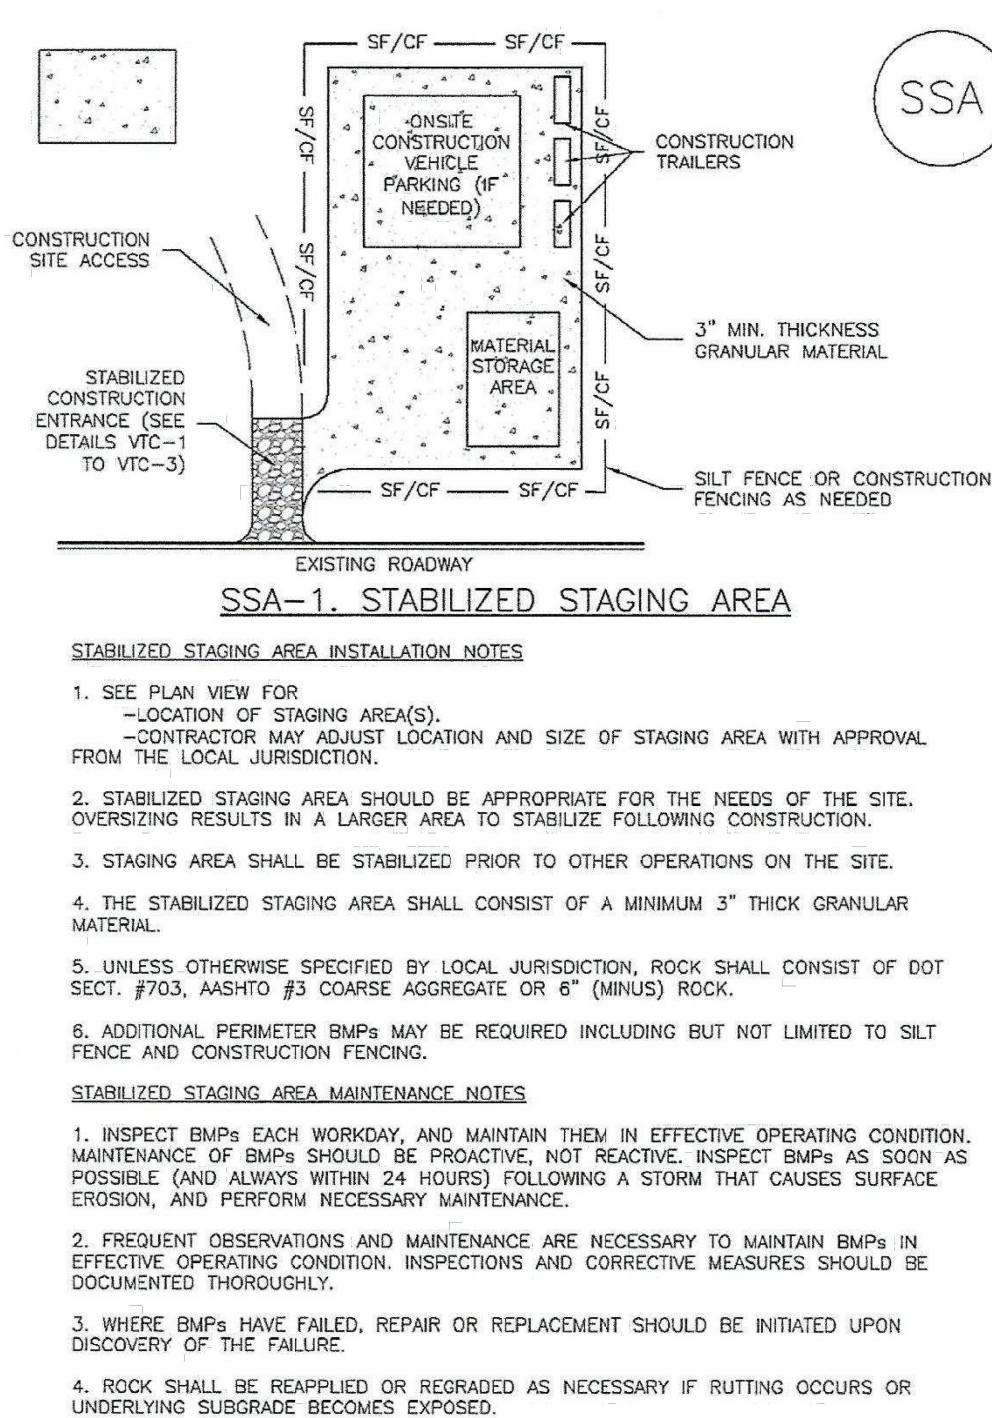 SF/CF SF/CF
SSA
SF/CF
SF/CF
ONSITE
CONSTRUCTION
VEHICLE
PARKING (IF
NEEDED)
SF/CF
CONSTRUCTION
TRAILERS
CONSTRUCTION
SITE ACCESS
SF/CF
3" MIN. THICKNESS
GRANULAR MATERIAL
MATERIAL
STORAGE
AREA
STABILIZED
CONSTRUCTION
ENTRANCE (SEE
DETAILS VTC-1
TO VTC-3)
SF/CF
SF/CF SF/CF
SILT FENCE OR CONSTRUCTION
FENCING AS NEEDED
EXISTING ROADWAY
SSA-1. STABILIZED STAGING AREA
STABILIZED STAGING AREA INSTALLATION NOTES
1. SEE PLAN VIEW FOR
-LOCATION OF STAGING AREA(S).
-CONTRACTOR MAY ADJUST LOCATION AND SIZE OF STAGING AREA WITH APPROVAL
FROM THE LOCAL JURISDICTION.
2. STABILIZED STAGING AREA SHOULD BE APPROPRIATE FOR THE NEEDS OF THE SITE.
OVERSIZING RESULTS IN A LARGER AREA TO STABILIZE FOLLOWING CONSTRUCTION.
3. STAGING AREA SHALL BE STABILIZED PRIOR TO OTHER OPERATIONS ON THE SITE.
4. THE STABILIZED STAGING AREA SHALL CONSIST OF A MINIMUM 3" THICK GRANULAR
MATERIAL.
5. UNLESS OTHERWISE SPECIFIED BY LOCAL JURISDICTION, ROCK SHALL CONSIST OF DOT
SECT. #703, AASHTO #3 COARSE AGGREGATE OR 6" (MINUS) ROCK.
6. ADDITIONAL PERIMETER BMPs MAY BE REQUIRED INCLUDING BUT NOT LIMITED TO SILT
FENCE AND CONSTRUCTION FENCING.
STABILIZED STAGING AREA MAINTENANCE NOTES
1. INSPECT BMPs EACH WORKDAY, AND MAINTAIN THEM IN EFFECTIVE OPERATING CONDITION.
MAINTENANCE OF BMPs SHOULD BE PROACTIVE, NOT REACTIVE. INSPECT BMPs AS SOON AS
POSSIBLE (AND ALWAYS WITHIN 24 HOURS) FOLLOWING A STORM THAT CAUSES SURFACE
EROSION, AND PERFORM NECESSARY MAINTENANCE.
2. FREQUENT OBSERVATIONS AND MAINTENANCE ARE NECESSARY TO MAINTAIN BMPs IN
EFFECTIVE OPERATING CONDITION. INSPECTIONS AND CORRECTIVE MEASURES SHOULD BE
DOCUMENTED THOROUGHLY.
3. WHERE BMPs HAVE FAILED, REPAIR OR REPLACEMENT SHOULD BE INITIATED UPON
DISCOVERY OF THE FAILURE.
4. ROCK SHALL BE REAPPLIED OR REGRADED AS NECESSARY IF RUTTING OCCURS OR
UNDERLYING SUBGRADE BECOMES EXPOSED.